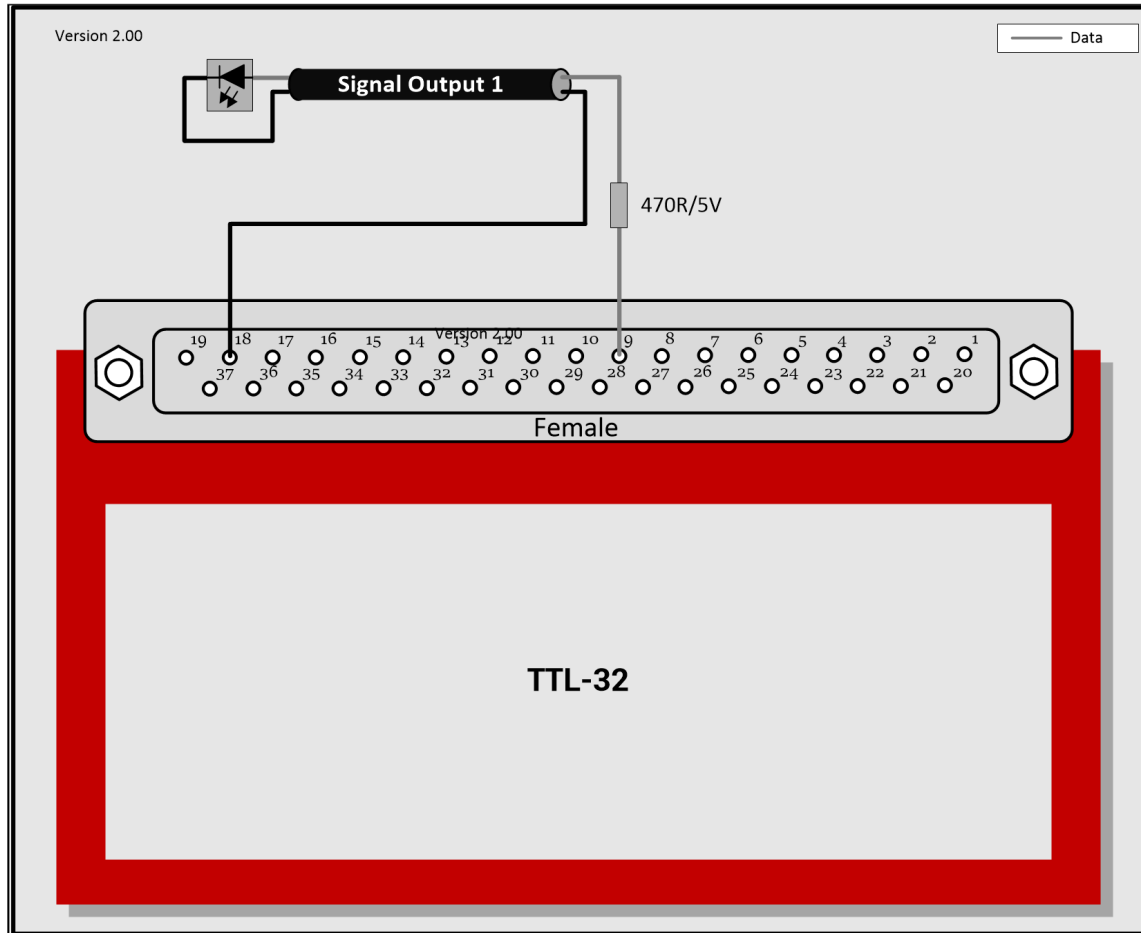 Version 2.00
Data
Signal Output 1
470R/5V
Version 2.00
19 18 17 16 15 14 13 12 11 10 9 8 7 6 5 4 3 2 1
37 36 35 34 33 32 31 30 29 28 27 26 25 24 23 22 21 20
Female
TTL-32